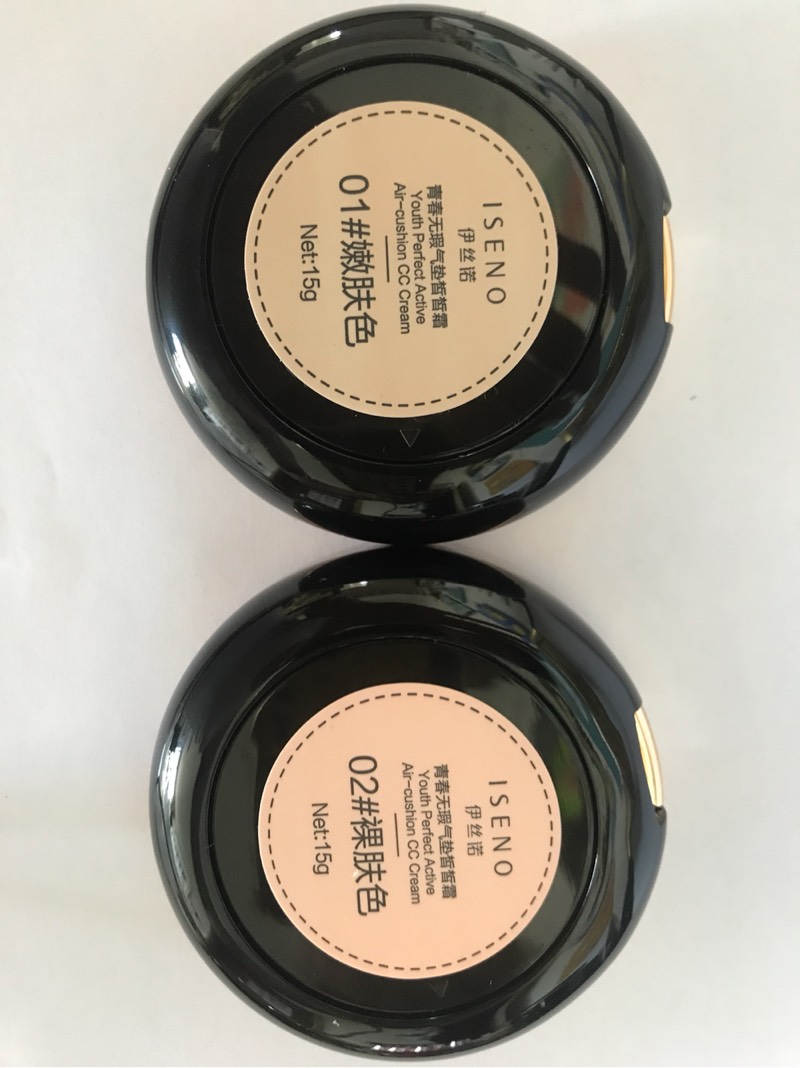 ISENO
伊丝诺
青春无瑕气垫皙皙霜
Youth Perfect Active
Air-cushion CC Cream
01#嫩肤色
Net:15g
ISENO
伊丝诺
青春无瑕气垫皙皙霜
Youth Perfect Active
Air-cushion CC Cream
02#裸肤色
Net:15g